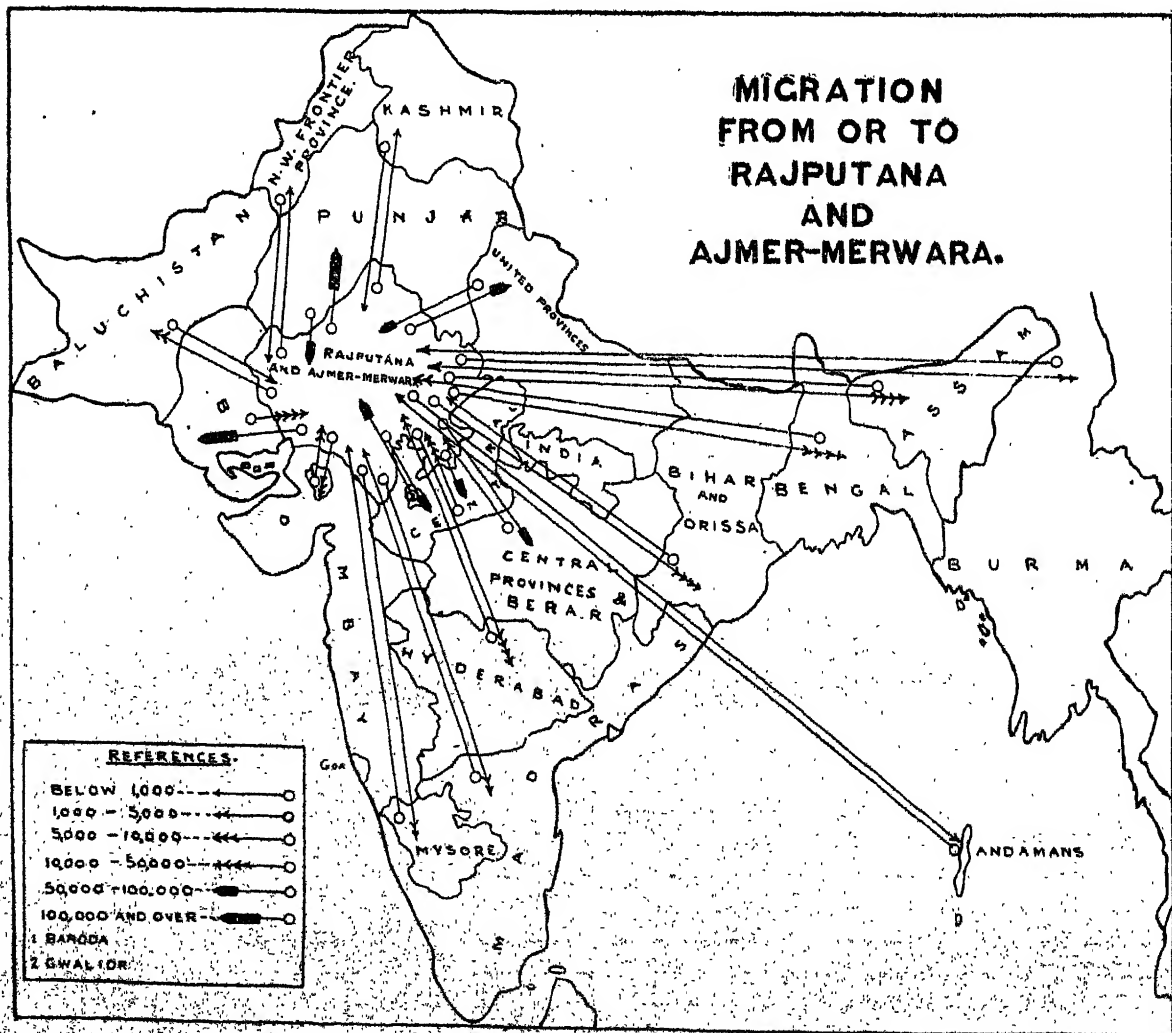 MIGRATION
FROM OR TO
RAJPUTANA
AND
AJMER-MERWARA.
N.W. FRONTIER
PROVINCE.
KASHMIR
PUNJAB
BALUCHISTAN
UNITED PROVINCES
RAJPUTANA
AND AJMER-MERWARA
ASSAM
INDIA
BIHAR
AND
ORISSA
BENGAL
CENTRAL
PROVINCES &
BERAR
BURMA
HYDERABAD
GOA
MYSORE
ANDAMANS
REFERENCES.
BELOW 1,000
1,000 - 5,000
5,000 - 10,000
10,000 - 50,000
50,000 - 100,000
100,000 AND OVER
1 BARODA
2 GWALIOR